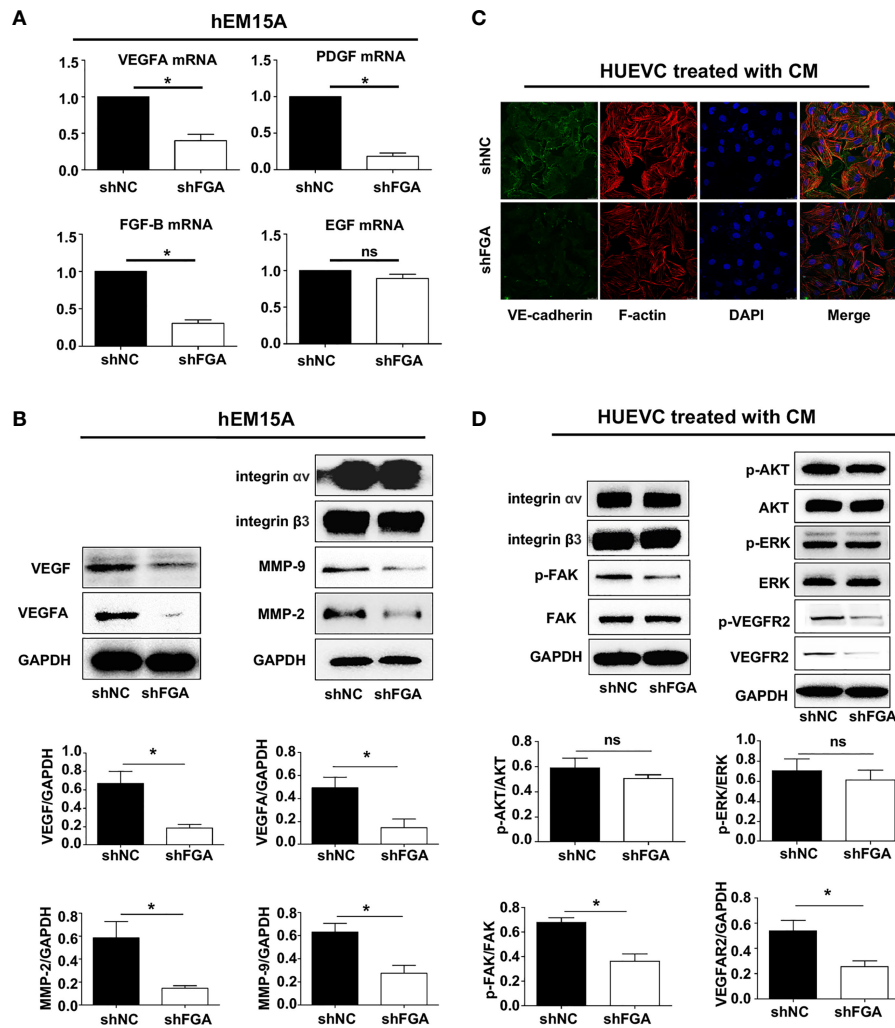 A
hEM15A
VEGFA mRNA
*
1.0
0.5
0.0
shNC shFGA
PDGF mRNA
*
1.0
0.5
0.0
shNC shFGA
FGF-B mRNA
*
1.5
1.0
0.5
0.0
shNC shFGA
EGF mRNA
ns
1.5
1.0
0.5
0.0
shNC shFGA
C
HUEVC treated with CM
shNC
shFGA
VE-cadherin F-actin DAPI Merge
B
hEM15A
VEGF
VEGFA
GAPDH
shNC shFGA
integrin αv
integrin β3
MMP-9
MMP-2
GAPDH
shNC shFGA
VEGF/GAPDH
*
1.0
0.8
0.6
0.4
0.2
0.0
shNC shFGA
VEGFA/GAPDH
*
0.8
0.6
0.4
0.2
0.0
shNC shFGA
MMP-2/GAPDH
*
0.8
0.6
0.4
0.2
0.0
shNC shFGA
MMP-9/GAPDH
*
0.8
0.6
0.4
0.2
0.0
shNC shFGA
D
HUEVC treated with CM
integrin αv
integrin β3
p-FAK
FAK
GAPDH
shNC shFGA
p-AKT
AKT
p-ERK
ERK
p-VEGFR2
VEGFR2
GAPDH
shNC shFGA
p-AKT/AKT
ns
0.8
0.6
0.4
0.2
0.0
shNC shFGA
p-ERK/ERK
ns
1.0
0.8
0.6
0.4
0.2
0.0
shNC shFGA
p-FAK/FAK
*
0.8
0.6
0.4
0.2
0.0
shNC shFGA
VEGFAR2/GAPDH
*
0.8
0.6
0.4
0.2
0.0
shNC shFGA